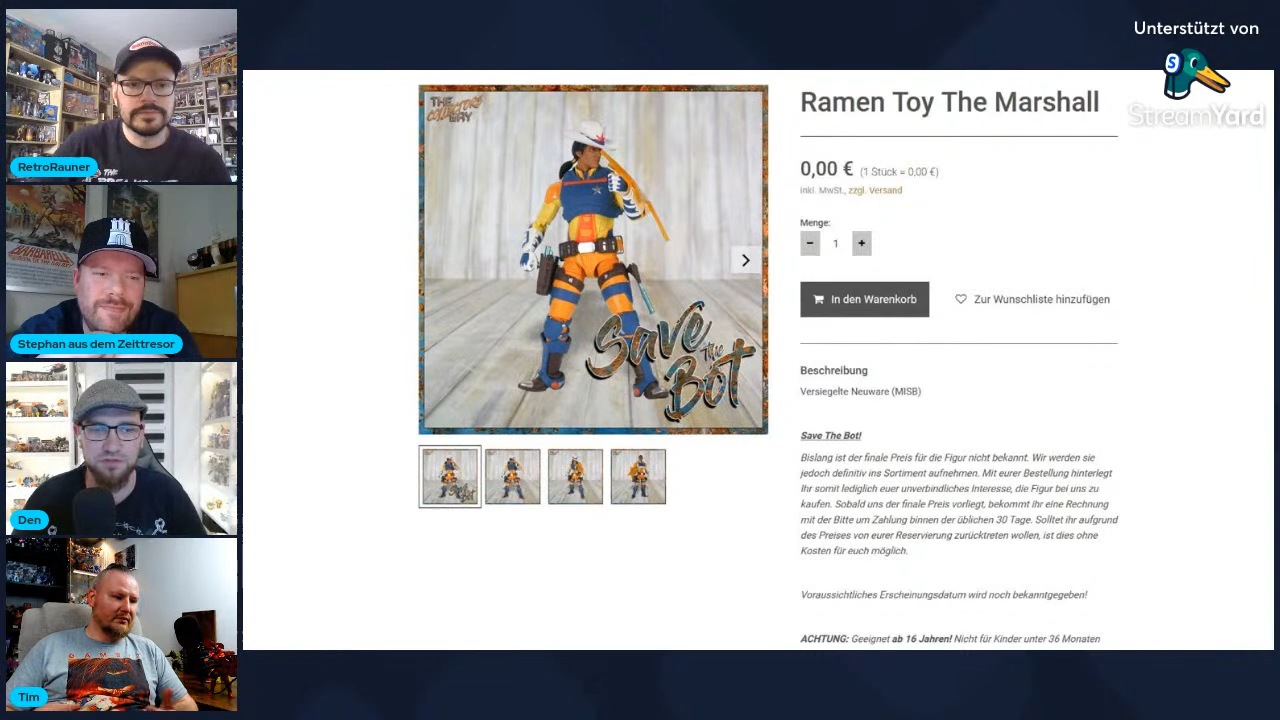 RetroRauner
BARBARELLA
Stephan aus dem Zeittresor
Den
Tim
THE
COLLECTORS
BAY
Save
The
Bot
Ramen Toy The Marshall
0,00 € (1 Stück = 0,00 €)
inkl. MwSt., zzgl. Versand
Menge:
− 1 +
In den Warenkorb
Zur Wunschliste hinzufügen
Beschreibung
Versiegelte Neuware (MISB)
Save The Bot!
Bislang ist der finale Preis für die Figur nicht bekannt. Wir werden sie
jedoch definitiv ins Sortiment aufnehmen. Mit eurer Bestellung hinterlegt
Ihr somit lediglich euer unverbindliches Interesse, die Figur bei uns zu
kaufen. Sobald uns der finale Preis vorliegt, bekommt ihr eine Rechnung
mit der Bitte um Zahlung binnen der üblichen 30 Tage. Solltet ihr aufgrund
des Preises von eurer Reservierung zurücktreten wollen, ist dies ohne
Kosten für euch möglich.
Voraussichtliches Erscheinungsdatum wird noch bekanntgegeben!
ACHTUNG: Geeignet ab 16 Jahren! Nicht für Kinder unter 36 Monaten
Unterstützt von
S
StreamYard